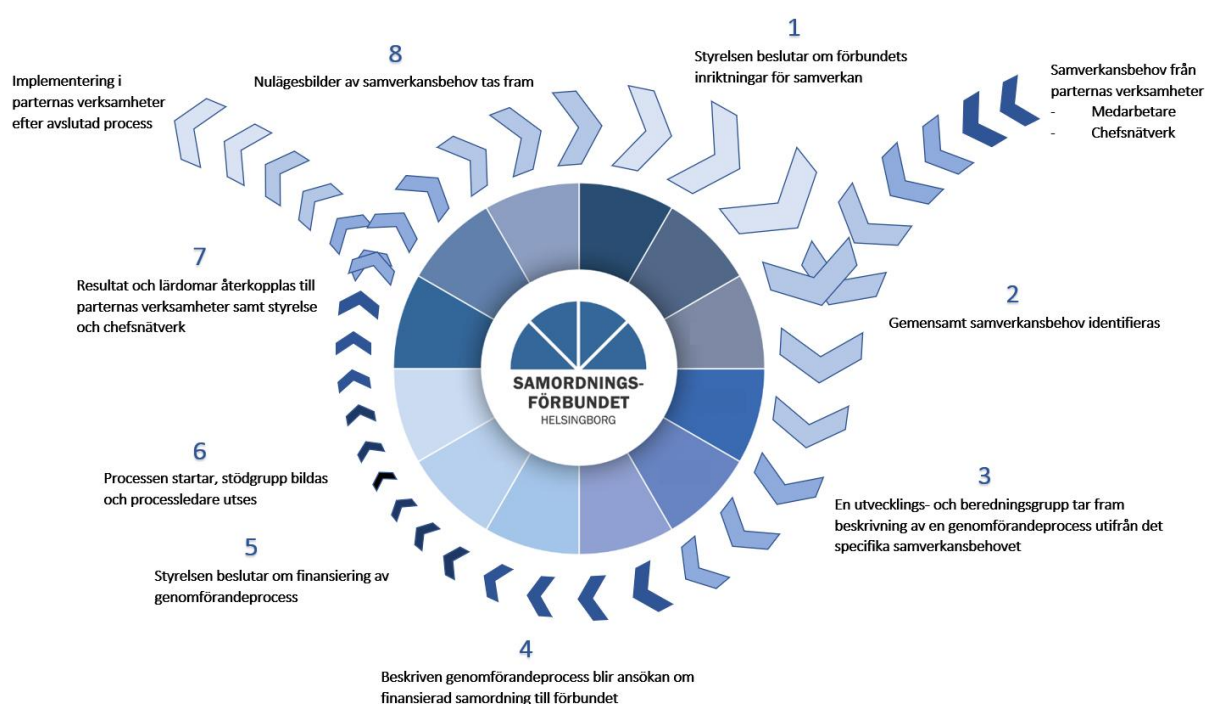 1
Styrelsen beslutar om förbundets
inriktningar för samverkan
Samverkansbehov från
parternas verksamheter
- Medarbetare
- Chefsnätverk
2
Gemensamt samverkansbehov identifieras
3
En utvecklings- och beredningsgrupp tar fram
beskrivning av en genomförandeprocess utifrån det
specifika samverkansbehovet
4
Beskriven genomförandeprocess blir ansökan om
finansierad samordning till förbundet
5
Styrelsen beslutar om finansiering av
genomförandeprocess
6
Processen startar, stödgrupp bildas
och processledare utses
7
Resultat och lärdomar återkopplas till
parternas verksamheter samt styrelse
och chefsnätverk
8
Nulägesbilder av samverkansbehov tas fram
Implementering i
parternas verksamheter
efter avslutad process
SAMORDNINGS-
FÖRBUNDET
HELSINGBORG